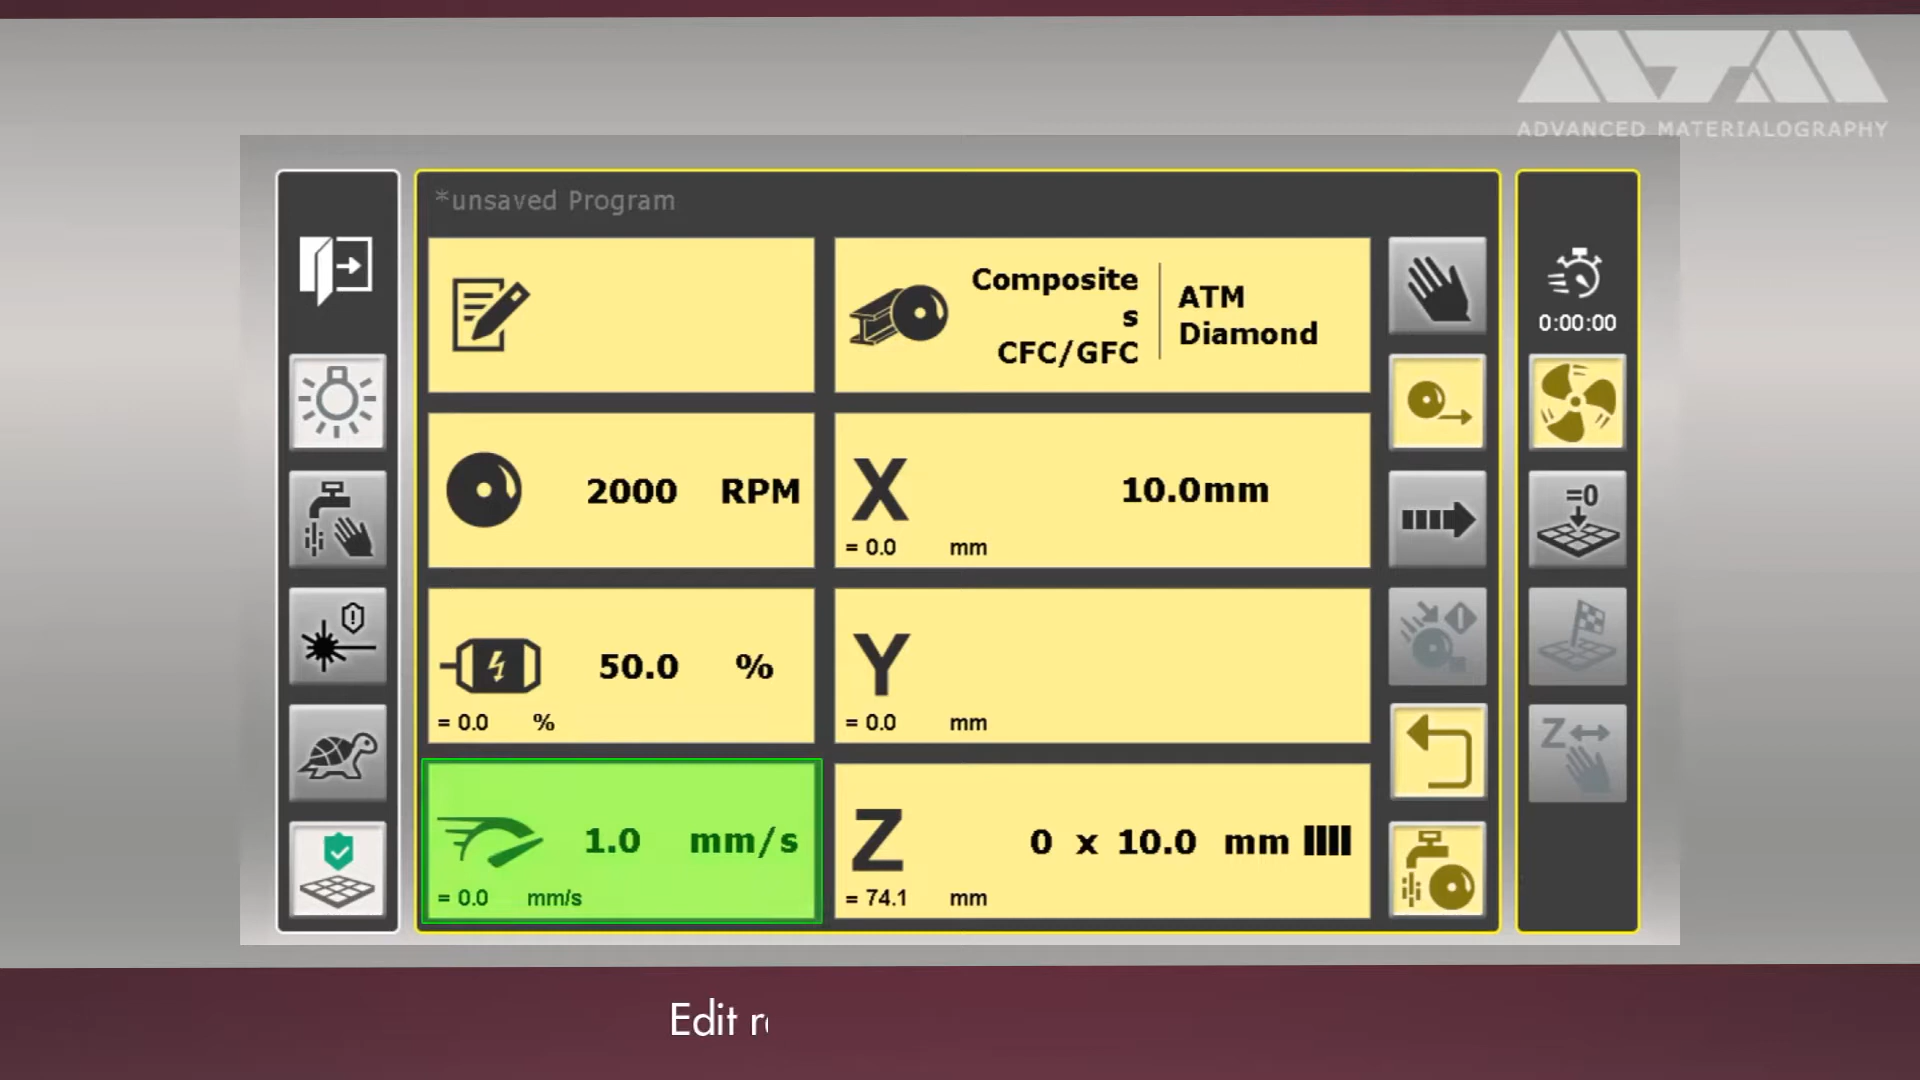 ATM
ADVANCED MATERIALOGRAPHY
*unsaved Program
Composite
s
CFC/GFC
ATM
Diamond
0:00:00
2000 RPM
X 10.0mm
= 0.0 mm
=0
50.0 %
= 0.0 %
Y
= 0.0 mm
Z
1.0 mm/s
= 0.0 mm/s
Z 0 x 10.0 mm
= 74.1 mm
Edit